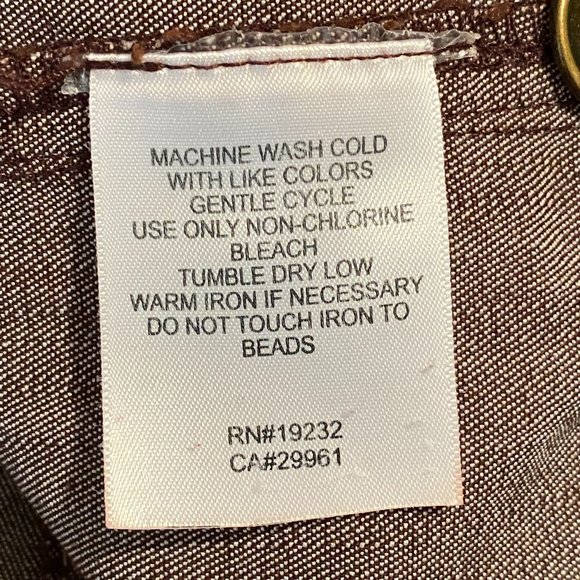 MACHINE WASH COLD
WITH LIKE COLORS
GENTLE CYCLE
USE ONLY NON-CHLORINE
BLEACH
TUMBLE DRY LOW
WARM IRON IF NECESSARY
DO NOT TOUCH IRON TO
BEADS
RN#19232
CA#29961